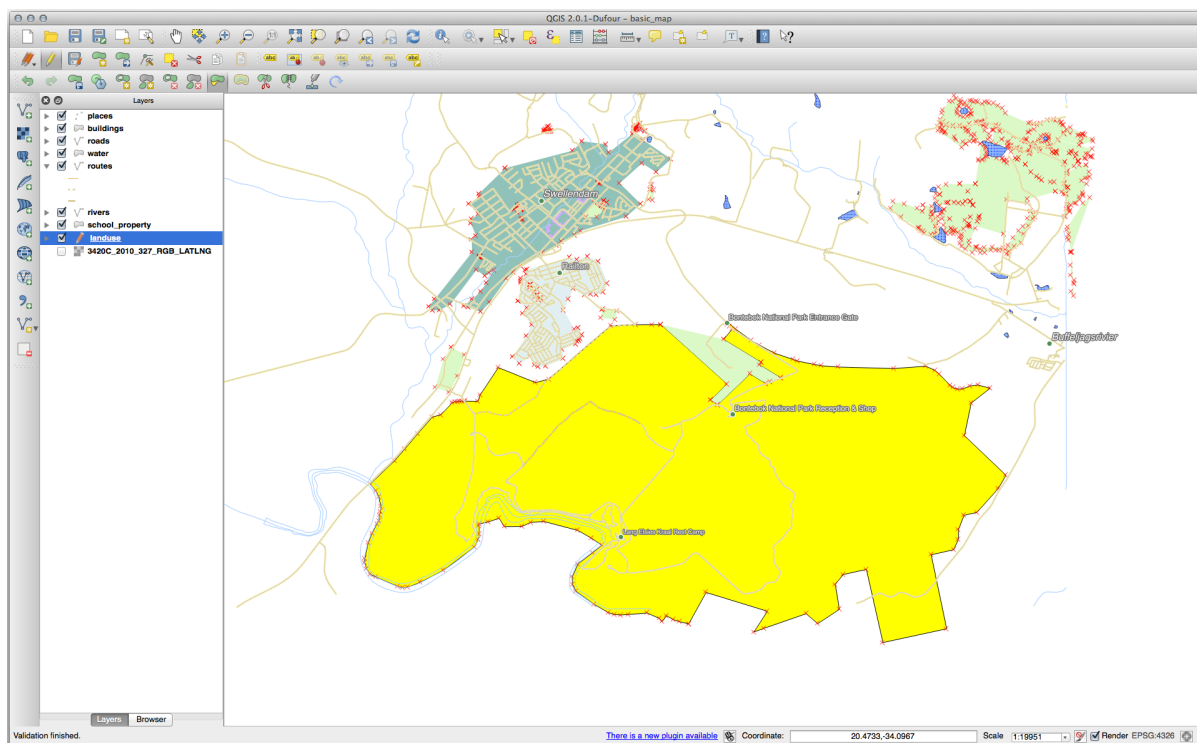 QGIS 2.0.1-Dufour - basic_map
Layers
places
buildings
roads
water
routes
rivers
school_property
landuse
3420C_2010_327_RGB_LATLNG
Swellendam
Railton
Bontebok National Park Entrance Gate
Buffeljagsrivier
Bontebok National Park Reception & Shop
Lang Elsies Kraal Rest Camp
Layers Browser
Validation finished. There is a new plugin available Coordinate: 20.4733,-34.0967 Scale 1:19951 Render EPSG:4326